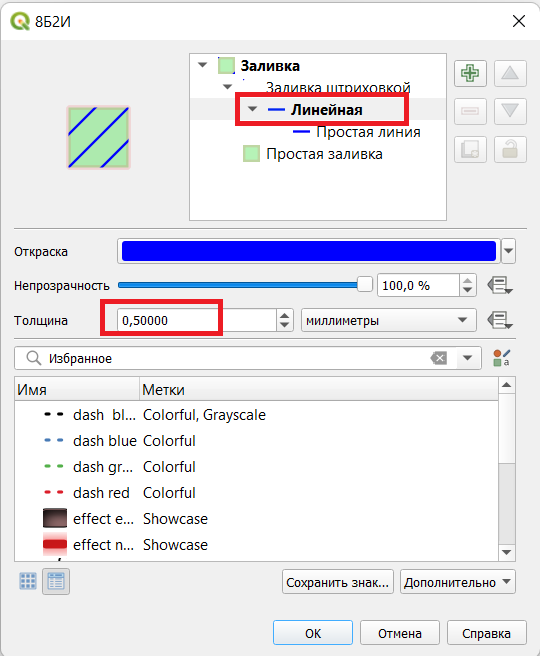 8Б2И
Заливка
Заливка штриховкой
Линейная
Простая линия
Простая заливка
Откраска
Непрозрачность 100,0 %
Толщина 0,50000 миллиметры
Избранное
Имя Метки
dash bl... Colorful, Grayscale
dash blue Colorful
dash gr... Colorful
dash red Colorful
effect e... Showcase
effect n... Showcase
Сохранить знак... Дополнительно
OK Отмена Справка